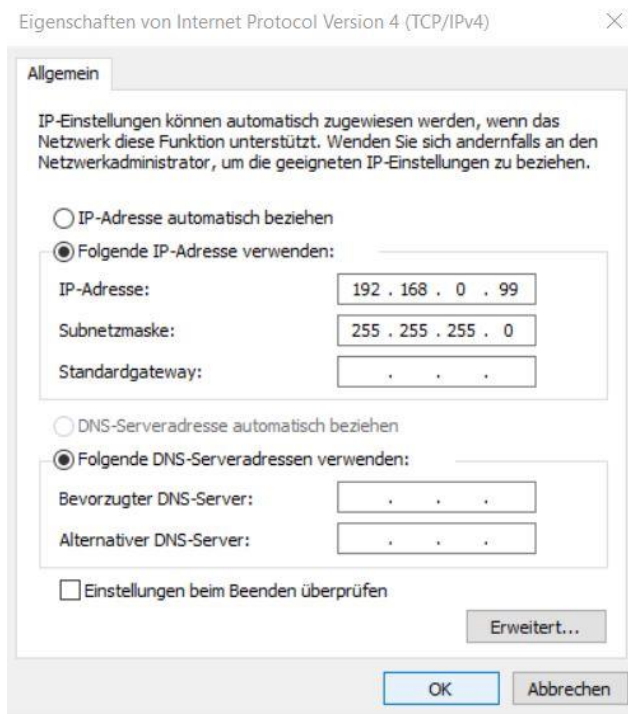 Eigenschaften von Internet Protocol Version 4 (TCP/IPv4)
Allgemein
IP-Einstellungen können automatisch zugewiesen werden, wenn das
Netzwerk diese Funktion unterstützt. Wenden Sie sich andernfalls an den
Netzwerkadministrator, um die geeigneten IP-Einstellungen zu beziehen.
IP-Adresse automatisch beziehen
Folgende IP-Adresse verwenden:
IP-Adresse: 192 . 168 . 0 . 99
Subnetzmaske: 255 . 255 . 255 . 0
Standardgateway: . . .
DNS-Serveradresse automatisch beziehen
Folgende DNS-Serveradressen verwenden:
Bevorzugter DNS-Server: . . .
Alternativer DNS-Server: . . .
Einstellungen beim Beenden überprüfen
Erweitert...
OK Abbrechen